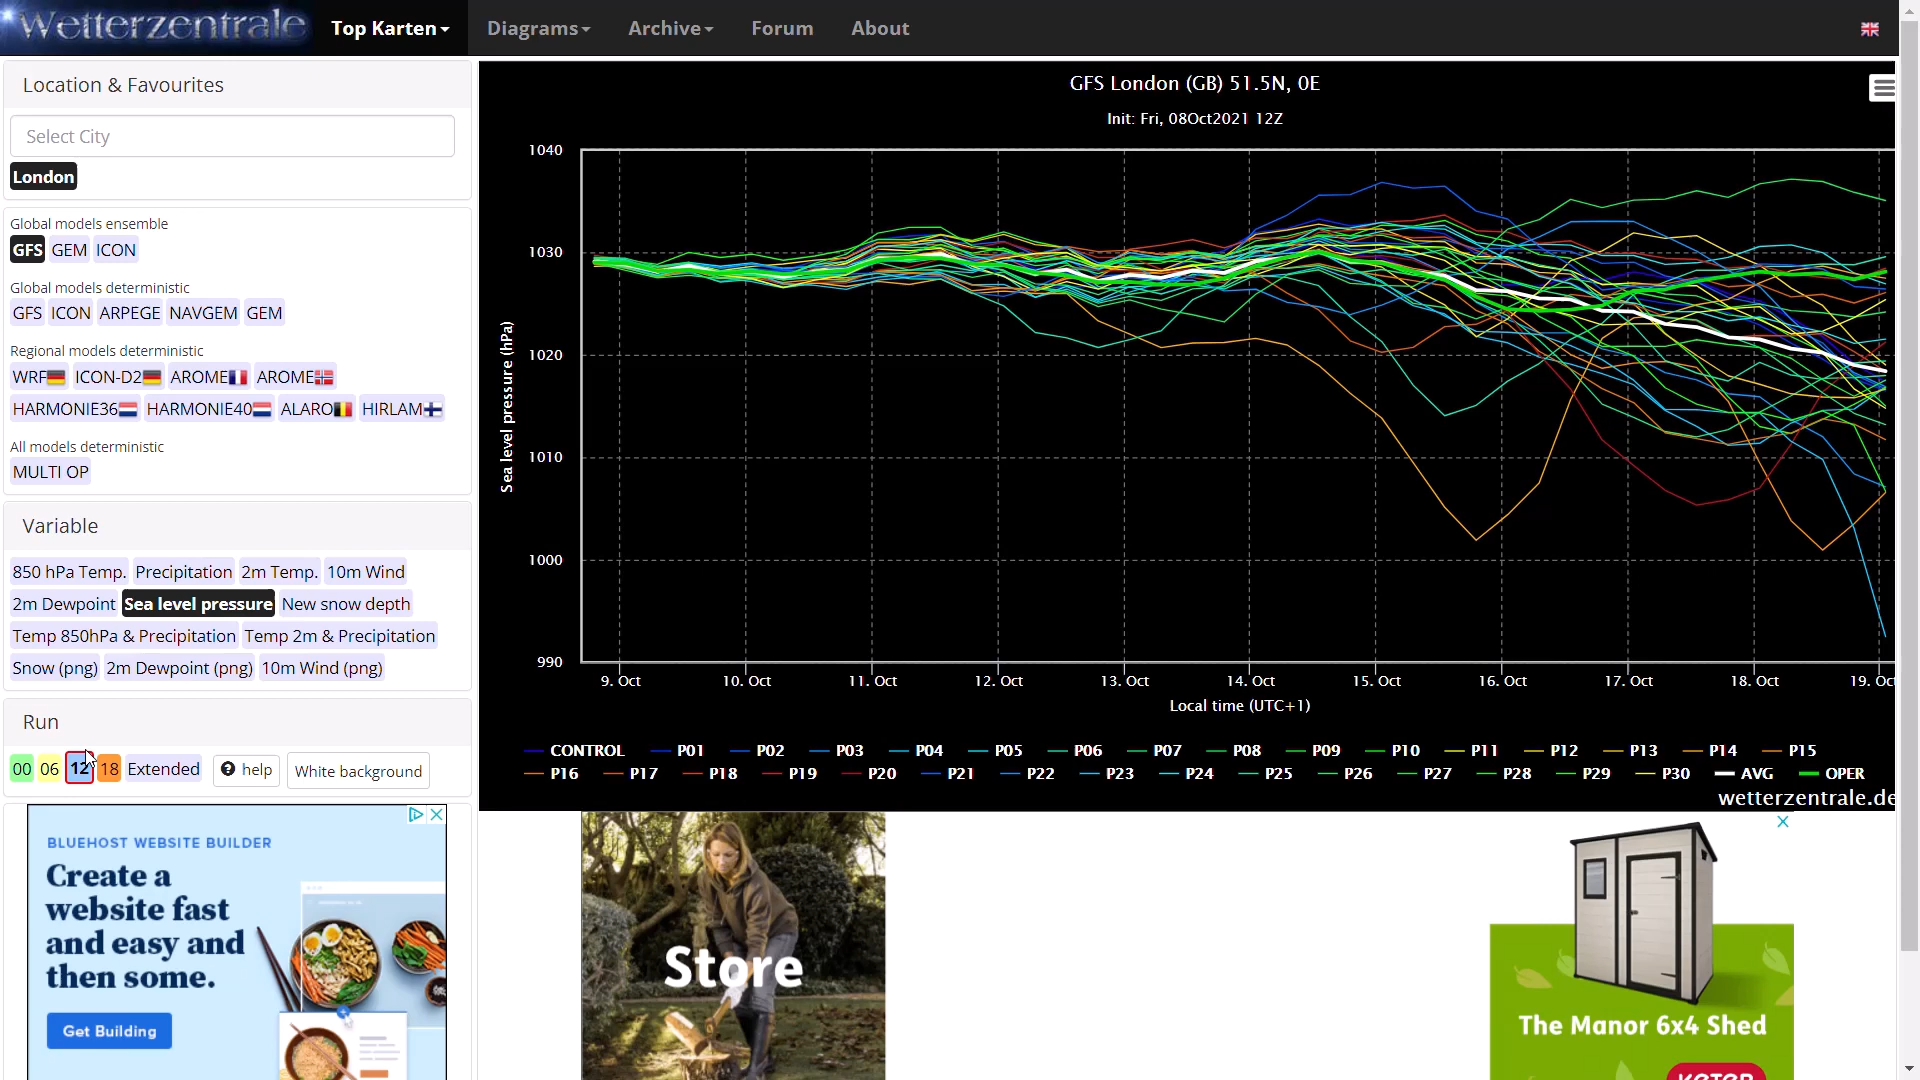 Wetterzentrale
Top Karten
Diagrams
Archive
Forum
About
Location & Favourites
Select City
London
Global models ensemble
GFS GEM ICON
Global models deterministic
GFS ICON ARPEGE NAVGEM GEM
Regional models deterministic
WRF ICON-D2 AROME AROME
HARMONIE36 HARMONIE40 ALARO HIRLAM
All models deterministic
MULTI OP
Variable
850 hPa Temp. Precipitation 2m Temp. 10m Wind
2m Dewpoint Sea level pressure New snow depth
Temp 850hPa & Precipitation Temp 2m & Precipitation
Snow (png) 2m Dewpoint (png) 10m Wind (png)
Run
00 06 12 18 Extended ? help White background
BLUEHOST WEBSITE BUILDER
Create a
website fast
and easy and
then some.
Get Building
GFS London (GB) 51.5N, 0E
Init: Fri, 08Oct2021 12Z
1040
1030
1020
1010
1000
990
Sea level pressure (hPa)
9. Oct 10. Oct 11. Oct 12. Oct 13. Oct 14. Oct 15. Oct 16. Oct 17. Oct 18. Oct 19. Oc
Local time (UTC+1)
CONTROL P01 P02 P03 P04 P05 P06 P07 P08 P09 P10 P11 P12 P13 P14 P15
P16 P17 P18 P19 P20 P21 P22 P23 P24 P25 P26 P27 P28 P29 P30 AVG OPER
wetterzentrale.de
Store
The Manor 6x4 Shed
KETER